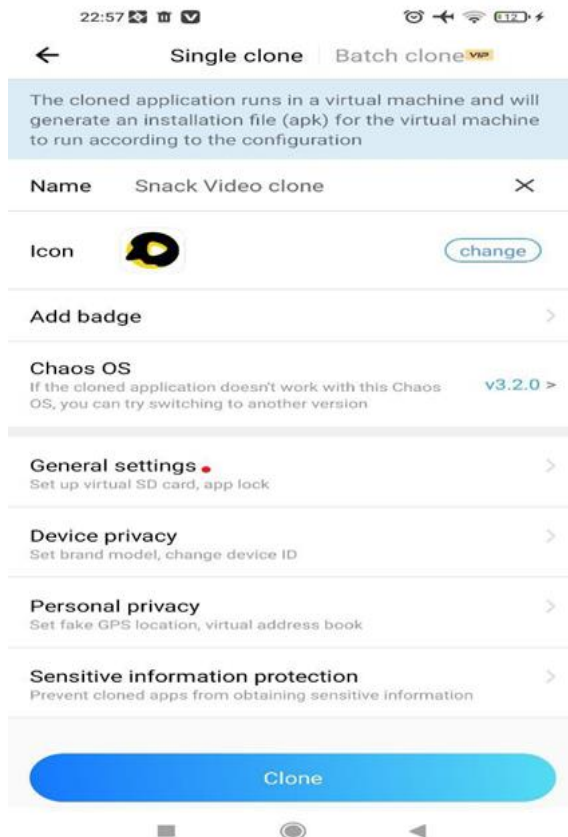 22:57
12
Single clone Batch clone VIP
The cloned application runs in a virtual machine and will
generate an installation file (apk) for the virtual machine
to run according to the configuration
Name Snack Video clone
Icon change
Add badge
Chaos OS
If the cloned application doesn't work with this Chaos
OS, you can try switching to another version
v3.2.0 >
General settings
Set up virtual SD card, app lock
Device privacy
Set brand model, change device ID
Personal privacy
Set fake GPS location, virtual address book
Sensitive information protection
Prevent cloned apps from obtaining sensitive information
Clone